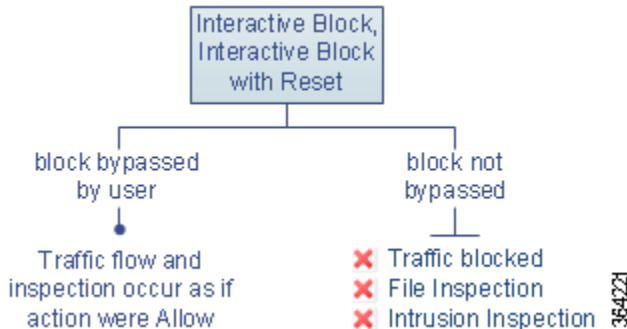 Interactive Block,
Interactive Block
with Reset
block bypassed
by user
block not
bypassed
Traffic flow and
inspection occur as if
action were Allow
Traffic blocked
File Inspection
Intrusion Inspection
364221